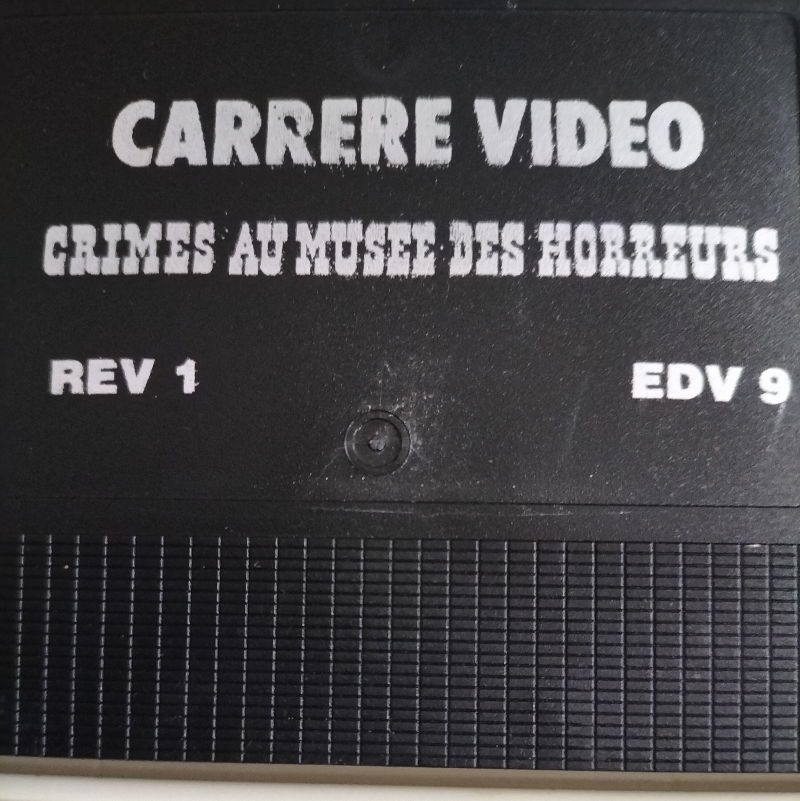 CARRERE VIDEO
CRIMES AU MUSEE DES HORREURS
REV 1 EDV 9